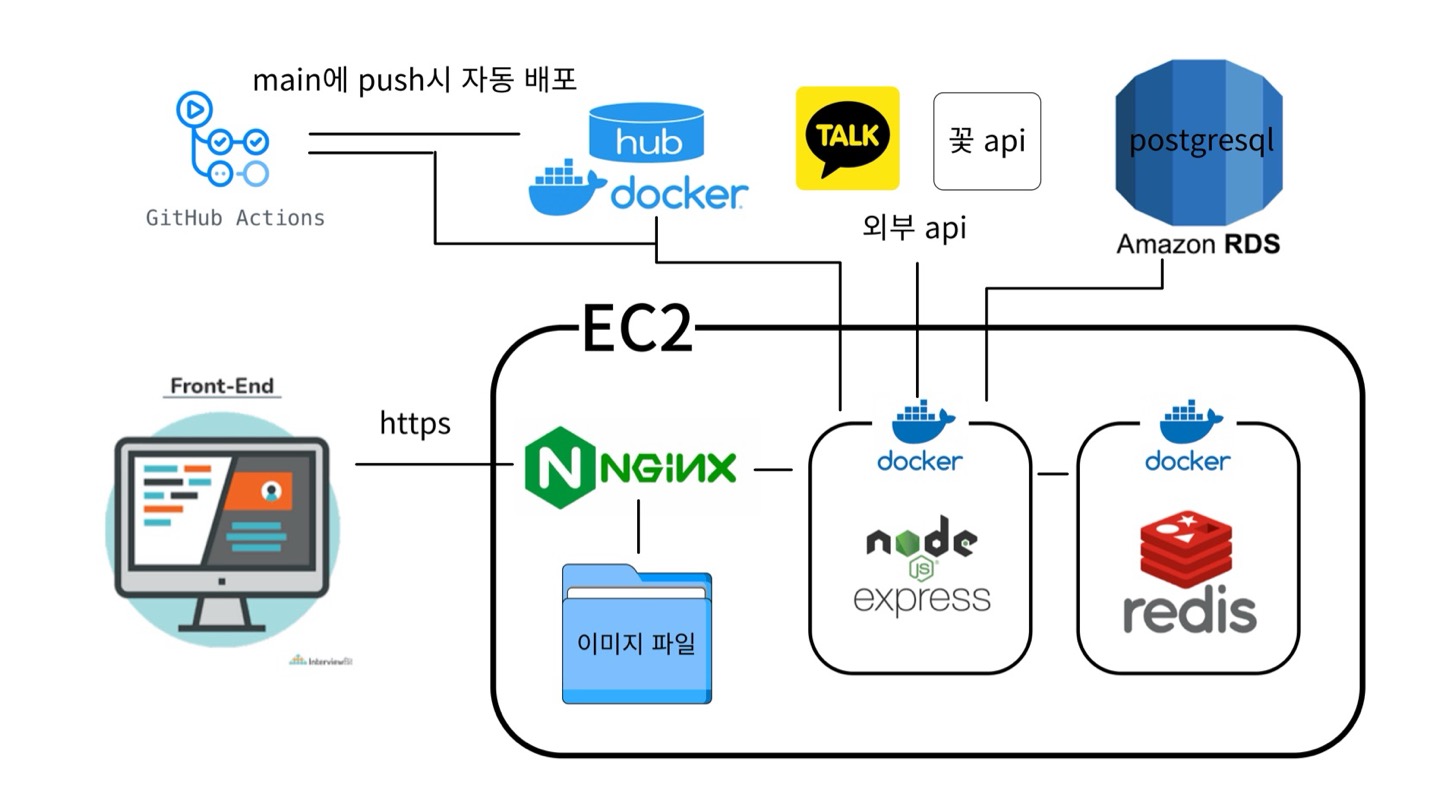 main에 push시 자동 배포
hub
docker
GitHub Actions
TALK
꽃 api
외부 api
postgresql
Amazon RDS
EC2
Front-End
https
InterviewBit
NGiNX
이미지 파일
docker
node
JS
express
docker
redis